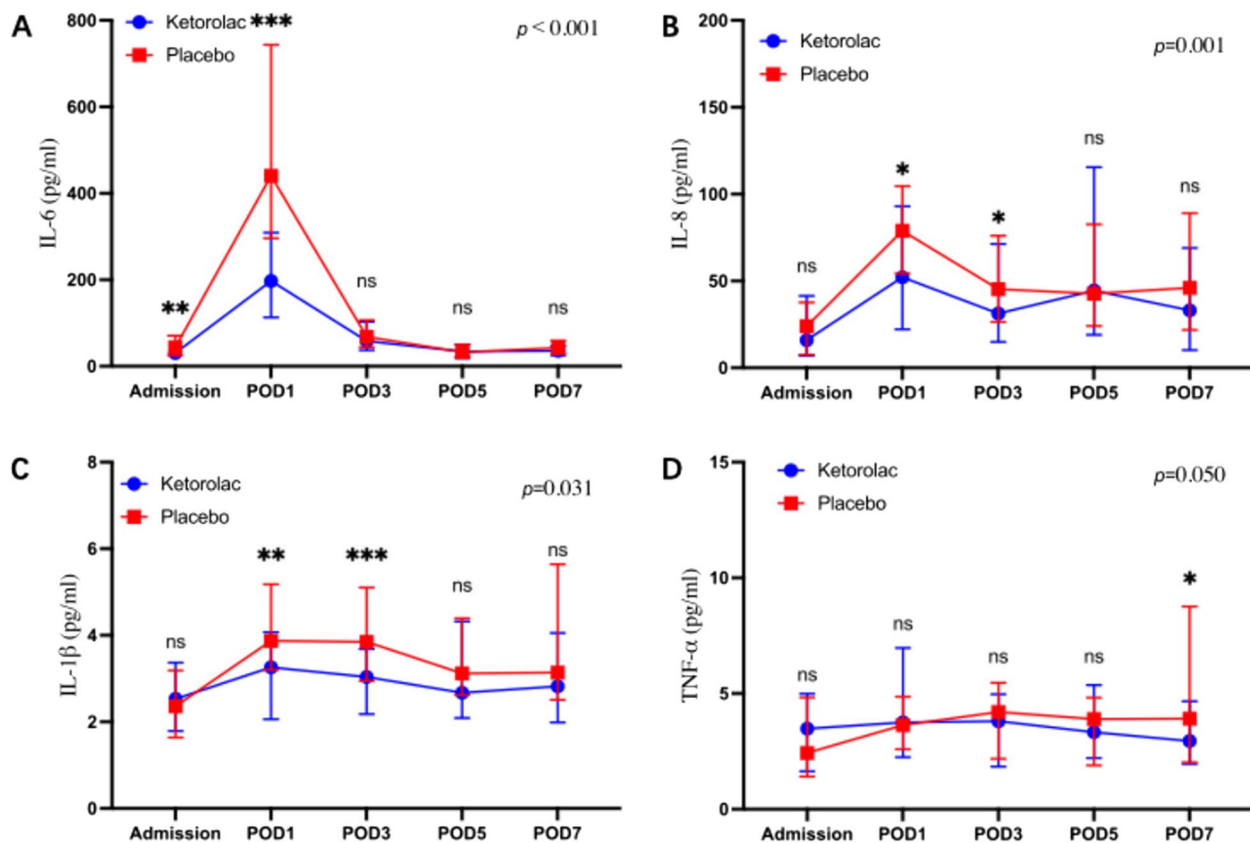 A
IL-6 (pg/ml)
800
600
400
200
0
Ketorolac
Placebo
***
p < 0.001
**
ns
ns
ns
Admission POD1 POD3 POD5 POD7
B
IL-8 (pg/ml)
200
150
100
50
0
Ketorolac
Placebo
p=0.001
ns
*
*
ns
ns
Admission POD1 POD3 POD5 POD7
C
IL-1β (pg/ml)
8
6
4
2
0
Ketorolac
Placebo
p=0.031
ns
**
***
ns
ns
Admission POD1 POD3 POD5 POD7
D
TNF-α (pg/ml)
15
10
5
0
Ketorolac
Placebo
p=0.050
ns
ns
ns
ns
*
Admission POD1 POD3 POD5 POD7